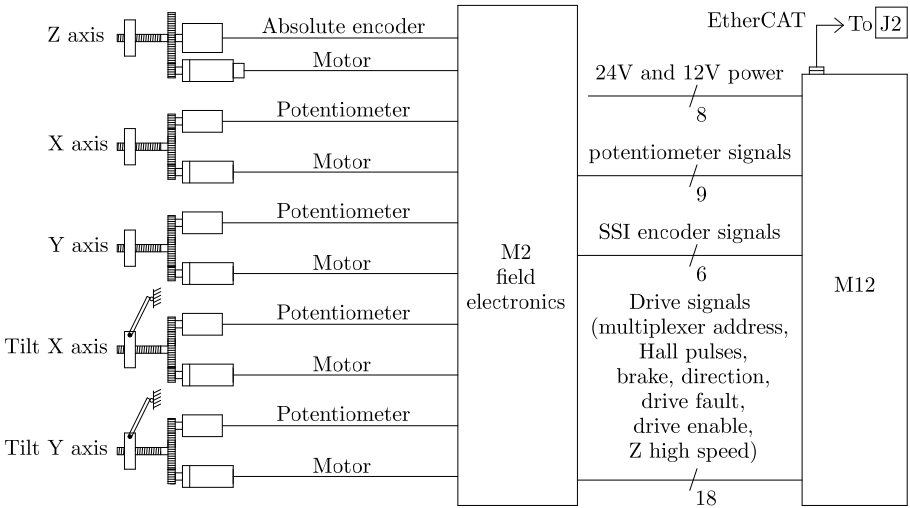 Z axis
Absolute encoder
Motor
X axis
Potentiometer
Motor
Y axis
Potentiometer
Motor
Tilt X axis
Potentiometer
Motor
Tilt Y axis
Potentiometer
Motor
M2
field
electronics
EtherCAT
To J2
24V and 12V power
8
potentiometer signals
9
SSI encoder signals
6
Drive signals
(multiplexer address,
Hall pulses,
brake, direction,
drive fault,
drive enable,
Z high speed)
18
M12